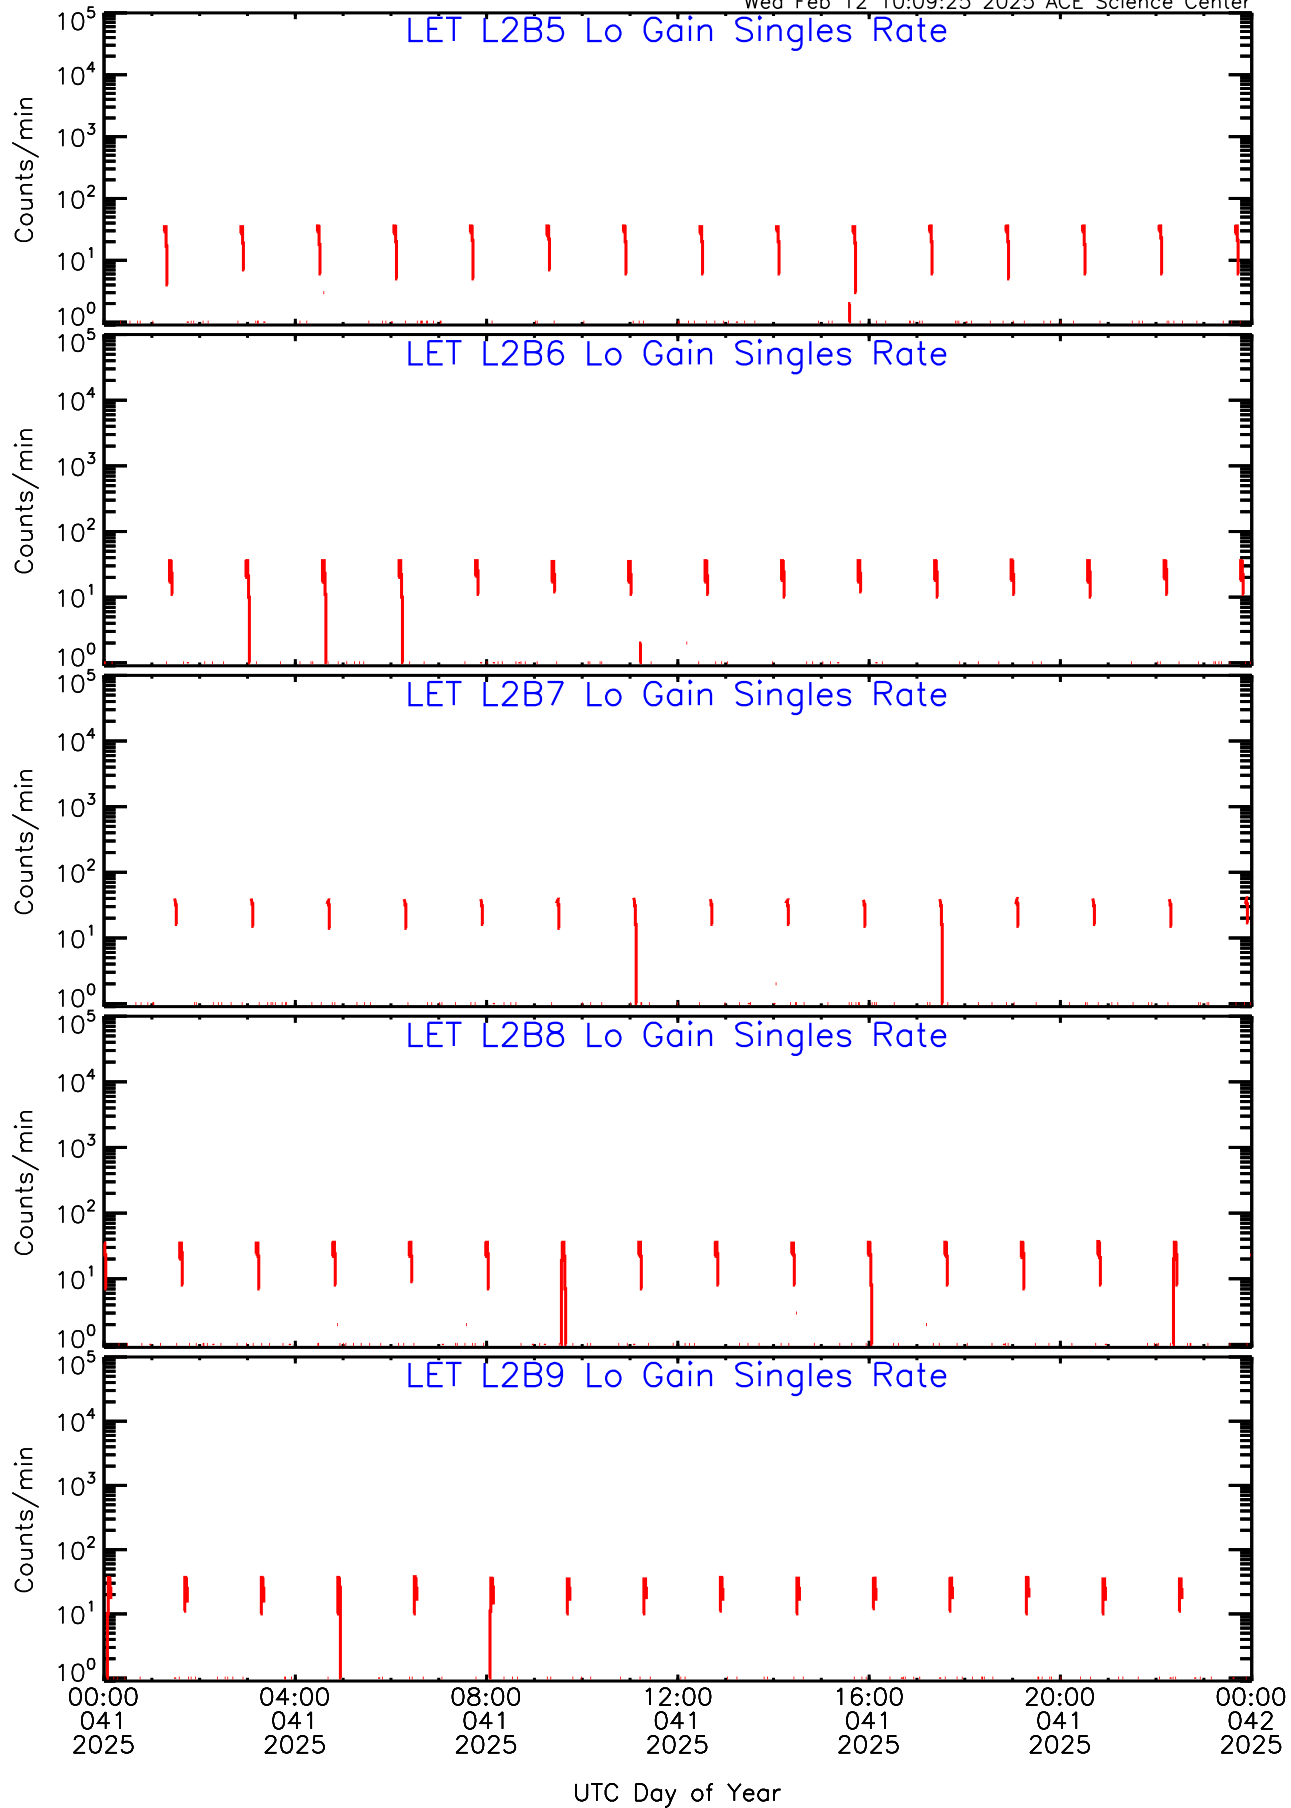 Wed Feb 12 10:09:25 2025 ACE Science Center
LET L2B5 Lo Gain Singles Rate
10^5
10^4
10^3
10^2
10^1
10^0
Counts/min
LET L2B6 Lo Gain Singles Rate
10^5
10^4
10^3
10^2
10^1
10^0
Counts/min
LET L2B7 Lo Gain Singles Rate
10^5
10^4
10^3
10^2
10^1
10^0
Counts/min
LET L2B8 Lo Gain Singles Rate
10^5
10^4
10^3
10^2
10^1
10^0
Counts/min
LET L2B9 Lo Gain Singles Rate
10^5
10^4
10^3
10^2
10^1
10^0
Counts/min
00:00 04:00 08:00 12:00 16:00 20:00 00:00
041 041 041 041 041 041 042
2025 2025 2025 2025 2025 2025 2025
UTC Day of Year